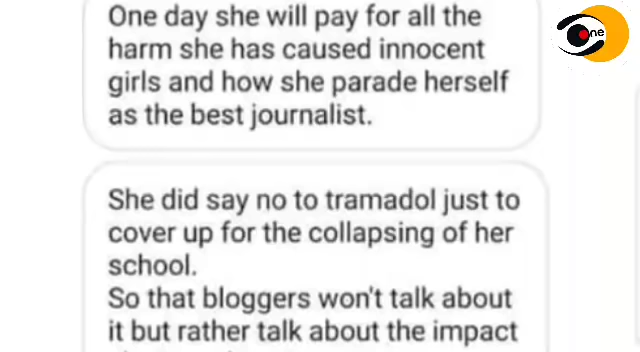 One day she will pay for all the
harm she has caused innocent
girls and how she parade herself
as the best journalist.
She did say no to tramadol just to
cover up for the collapsing of her
school.
So that bloggers won't talk about
it but rather talk about the impact
ne